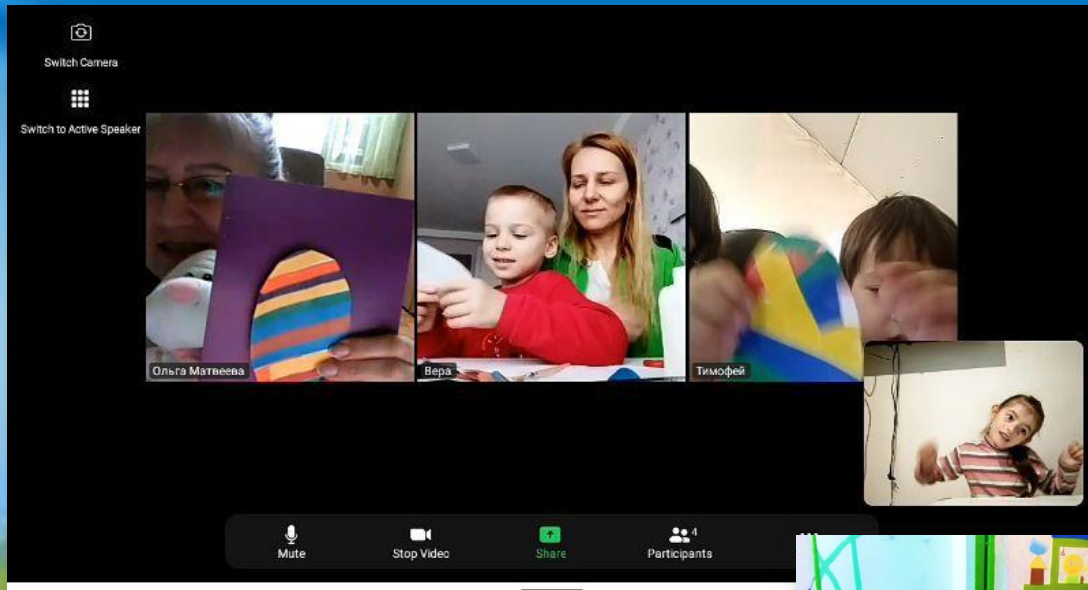 Switch Camera
Switch to Active Speaker
Ольга Матвеева
Вера
Тимофей
Mute
Stop Video
Share
4
Participants